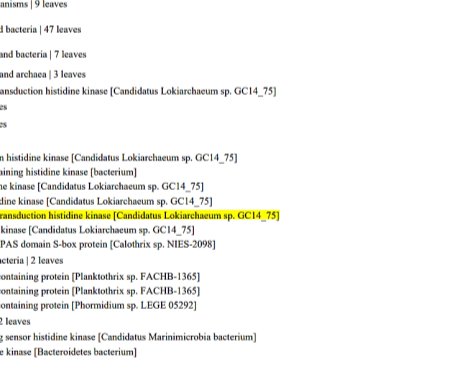 anisms | 9 leaves
d bacteria | 47 leaves
and bacteria | 7 leaves
and archaea | 3 leaves
ansduction histidine kinase [Candidatus Lokiarchaeum sp. GC14_75]
es
es
n histidine kinase [Candidatus Lokiarchaeum sp. GC14_75]
aining histidine kinase [bacterium]
ne kinase [Candidatus Lokiarchaeum sp. GC14_75]
dine kinase [Candidatus Lokiarchaeum sp. GC14_75]
ransduction histidine kinase [Candidatus Lokiarchaeum sp. GC14_75]
kinase [Candidatus Lokiarchaeum sp. GC14_75]
PAS domain S-box protein [Calothrix sp. NIES-2098]
cteria | 2 leaves
ontaining protein [Planktothrix sp. FACHB-1365]
ontaining protein [Planktothrix sp. FACHB-1365]
ontaining protein [Phormidium sp. LEGE 05292]
2 leaves
g sensor histidine kinase [Candidatus Marinimicrobia bacterium]
e kinase [Bacteroidetes bacterium]